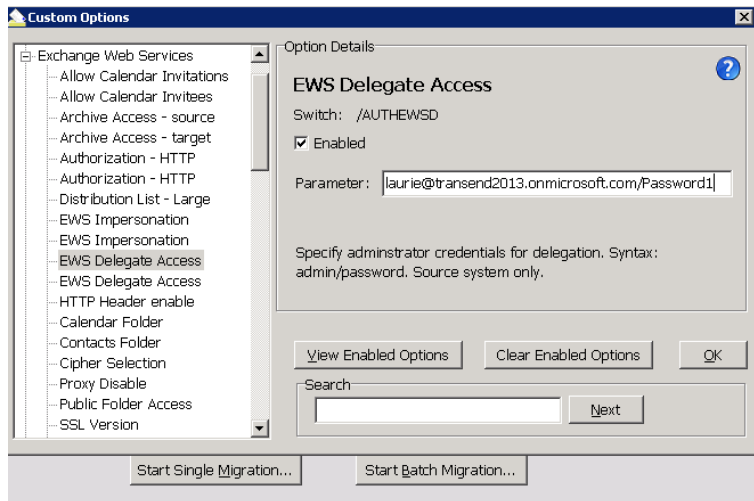 Custom Options
Exchange Web Services
Allow Calendar Invitations
Allow Calendar Invitees
Archive Access - source
Archive Access - target
Authorization - HTTP
Authorization - HTTP
Distribution List - Large
EWS Impersonation
EWS Impersonation
EWS Delegate Access
EWS Delegate Access
HTTP Header enable
Calendar Folder
Contacts Folder
Cipher Selection
Proxy Disable
Public Folder Access
SSL Version
Option Details
?
EWS Delegate Access
Switch: /AUTHEWSD
Enabled
Parameter: laurie@transend2013.onmicrosoft.com/Password1
Specify adminstrator credentials for delegation. Syntax:
admin/password. Source system only.
View Enabled Options
Clear Enabled Options
OK
Search
Next
Start Single Migration...
Start Batch Migration...